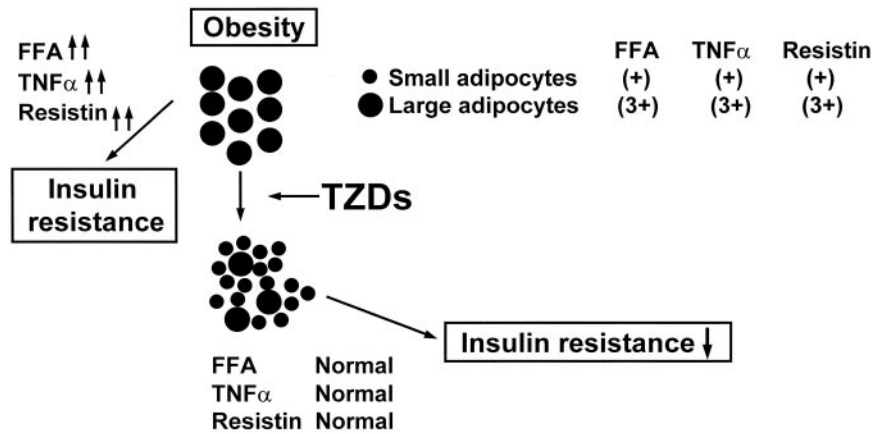 Obesity
FFA ↑↑
TNFα ↑↑
Resistin ↑↑
Insulin
resistance
FFA TNFα Resistin
Small adipocytes (+) (+) (+)
Large adipocytes (3+) (3+) (3+)
TZDs
Insulin resistance ↓
FFA Normal
TNFα Normal
Resistin Normal